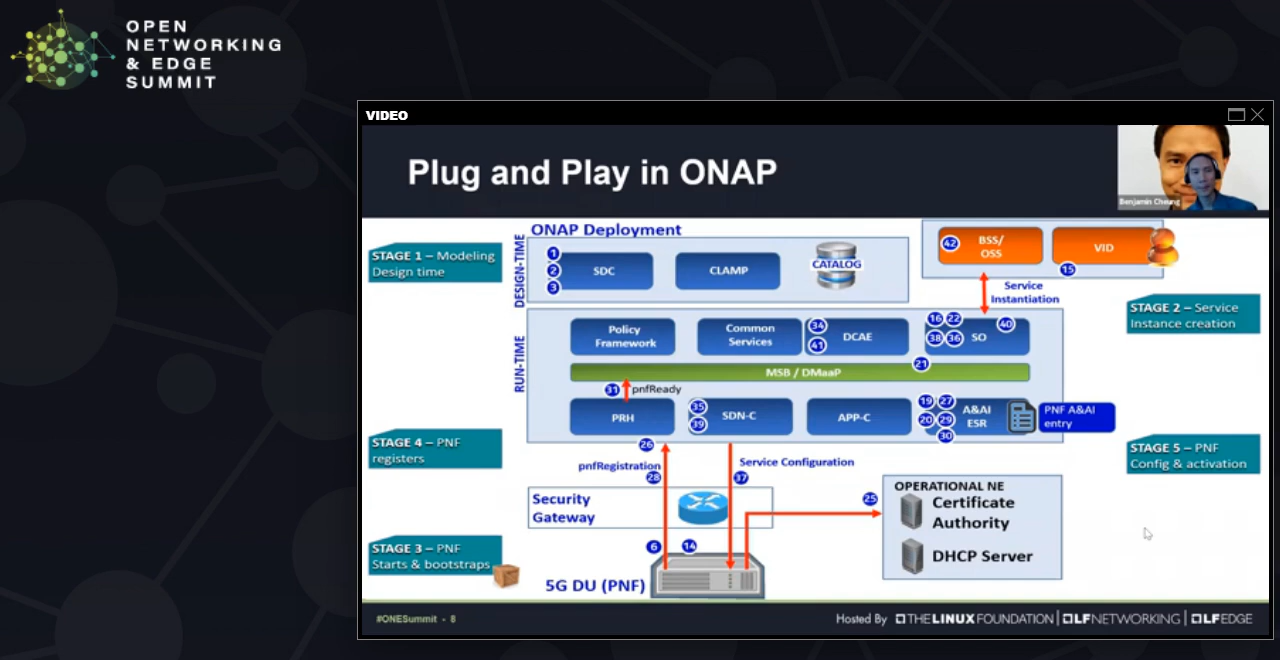 OPEN
NETWORKING
& EDGE
SUMMIT
VIDEO
Plug and Play in ONAP
Benjamin Cheung
ONAP Deployment
STAGE 1 – Modeling
Design time
DESIGN-TIME
1
2
3
SDC
CLAMP
CATALOG
42
BSS/
OSS
VID
15
Service
Instantiation
STAGE 2 – Service
Instance creation
RUN-TIME
Policy
Framework
Common
Services
34
41
DCAE
16
22
38
36
40
SO
21
MSB / DMaaP
31
pnfReady
PRH
35
39
SDN-C
APP-C
19
27
20
29
30
A&AI
ESR
PNF A&AI
entry
STAGE 4 – PNF
registers
26
pnfRegistration
28
Service Configuration
37
STAGE 5 – PNF
Config & activation
Security
Gateway
25
OPERATIONAL NE
Certificate
Authority
DHCP Server
STAGE 3 – PNF
Starts & bootstraps
6
14
5G DU (PNF)
#ONESummit - 8
Hosted By THE LINUX FOUNDATION | LF NETWORKING | LF EDGE